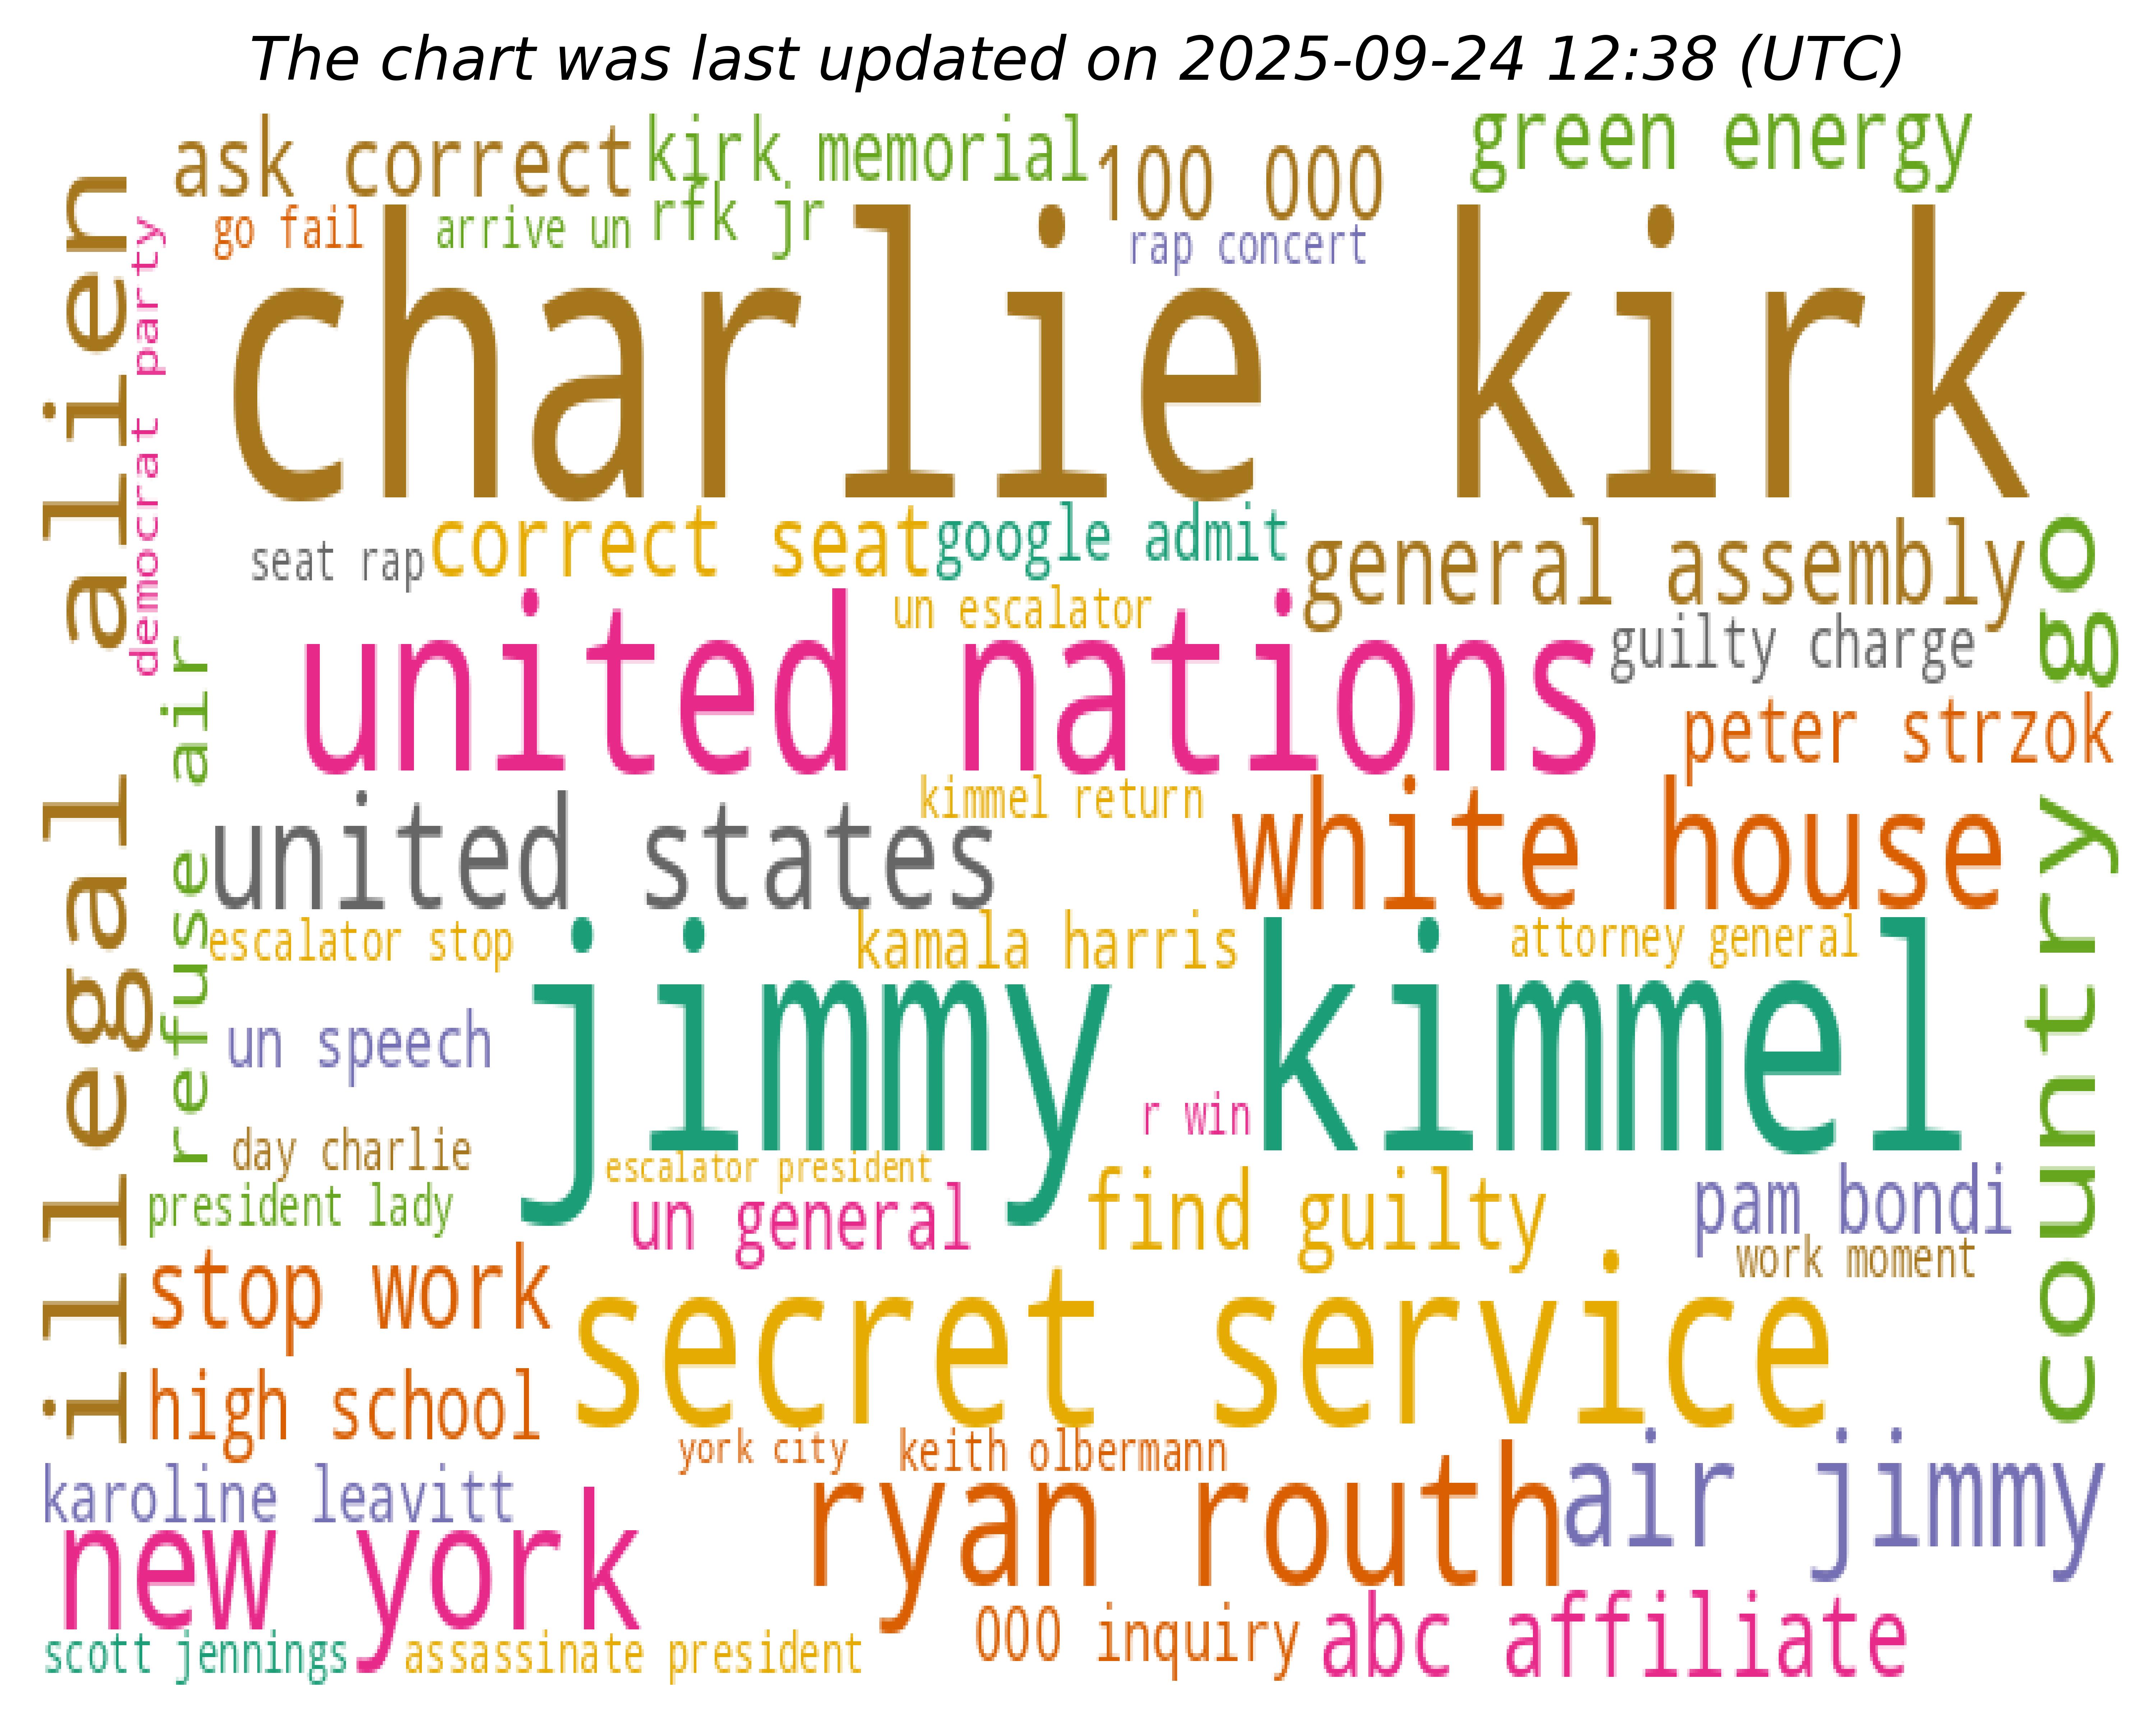 The chart was last updated on 2025-09-24 12:38 (UTC)
ask correct
kirk memorial
100 000
green energy
go fail
arrive un
rfk jr
rap concert
charlie kirk
illegal alien
democrat party
seat rap
correct seat
google admit
general assembly
un escalator
united nations
guilty charge
peter strzok
country go
refuse air
kimmel return
united states
white house
escalator stop
kamala harris
attorney general
jimmy kimmel
un speech
r win
day charlie
escalator president
president lady
un general
find guilty
pam bondi
work moment
stop work
secret service
high school
york city
keith olbermann
karoline leavitt
new york
ryan routh
air jimmy
000 inquiry
abc affiliate
scott jennings
assassinate president